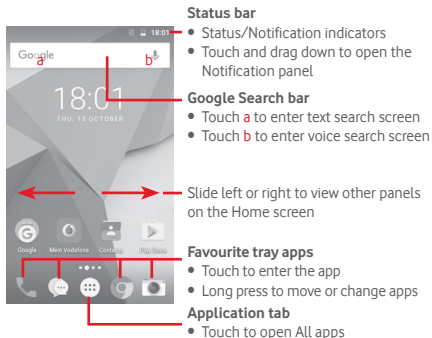 Status bar
• Status/Notification indicators
• Touch and drag down to open the
Notification panel
Google Search bar
• Touch a to enter text search screen
• Touch b to enter voice search screen
Slide left or right to view other panels
on the Home screen
Favourite tray apps
• Touch to enter the app
• Long press to move or change apps
Application tab
• Touch to open All apps
18:01
Google
a
b
18:01
THU, 13 OCTOBER
G
Google
Mein Vodafone
Contacts
Play Store